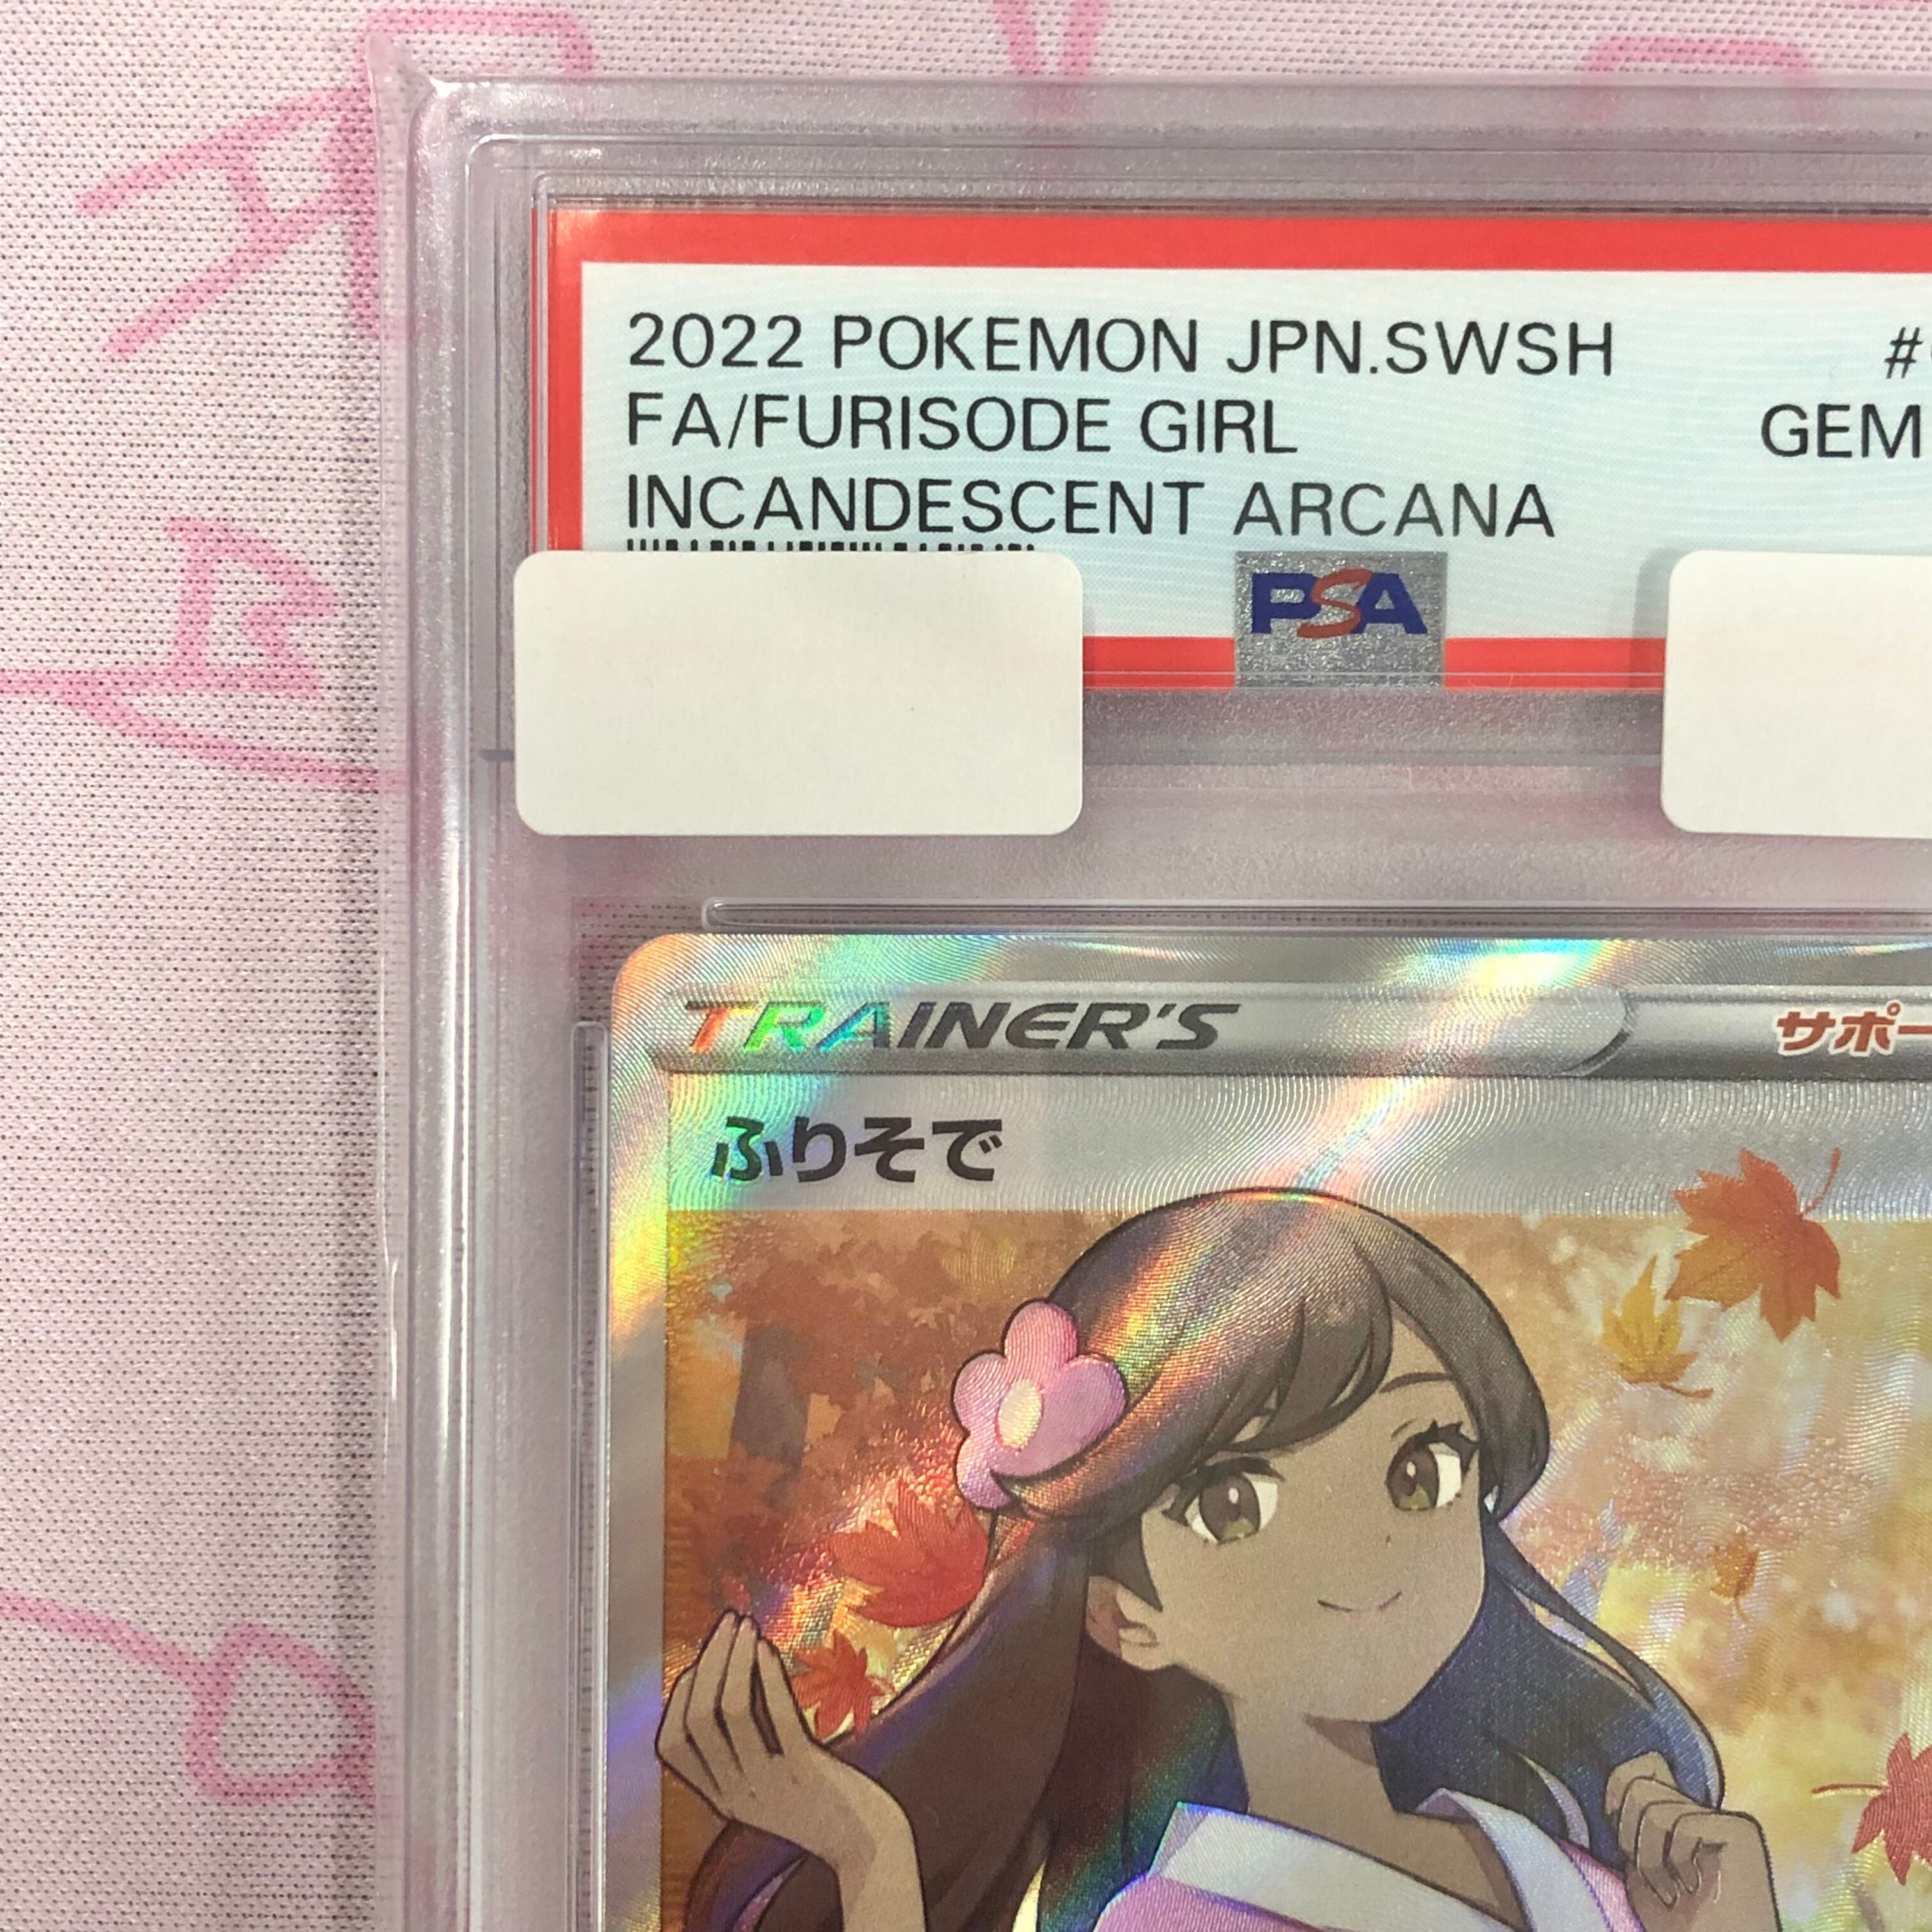 2022 POKEMON JPN.SWSH #
FA/FURISODE GIRL GEM
INCANDESCENT ARCANA
PSA
TRAINER'S サポー
ふりそで